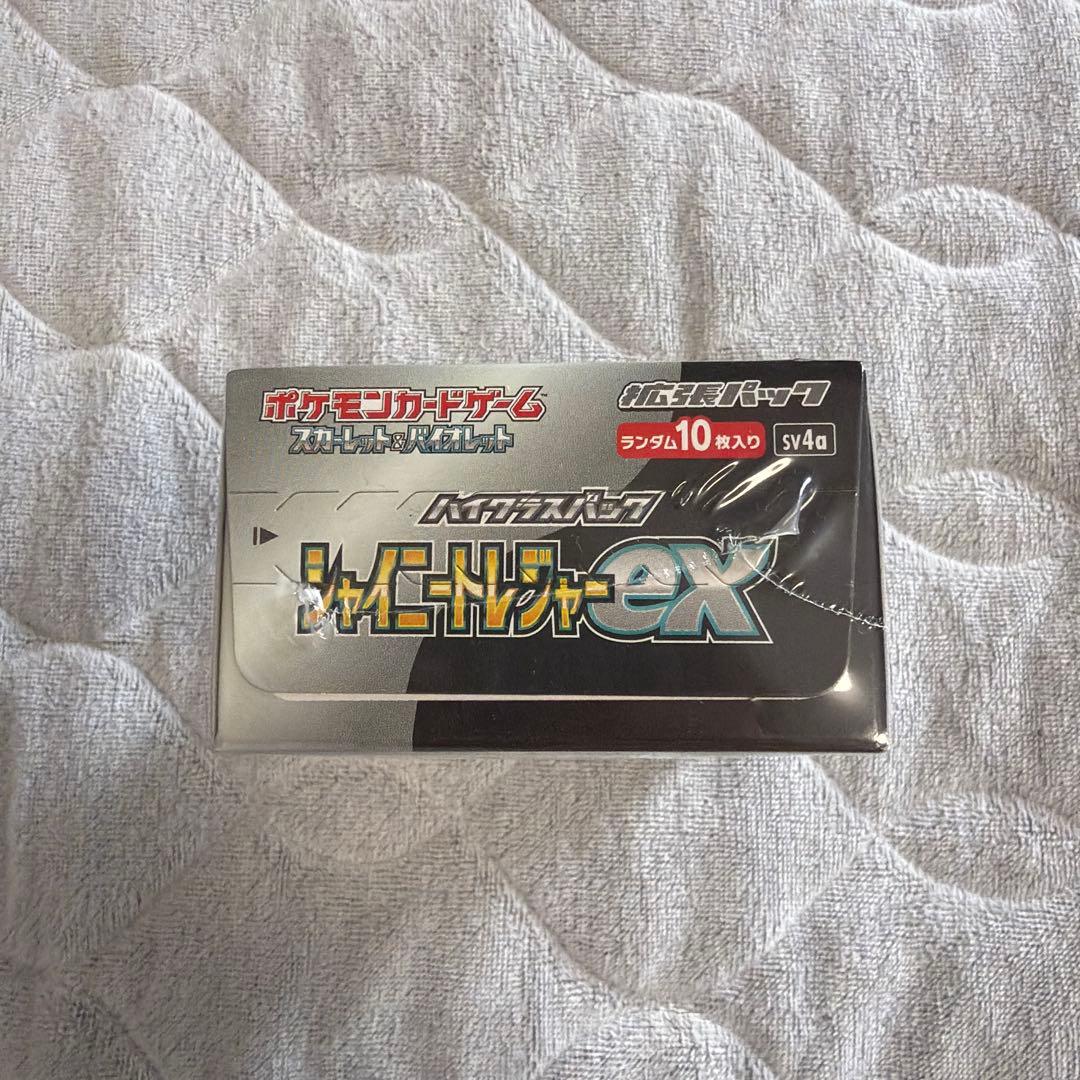 ポケモンカードゲーム
スカーレット&バイオレット
拡張パック
ランダム10枚入り
sv4a
ハイクラスパック
シャイニートレジャーex